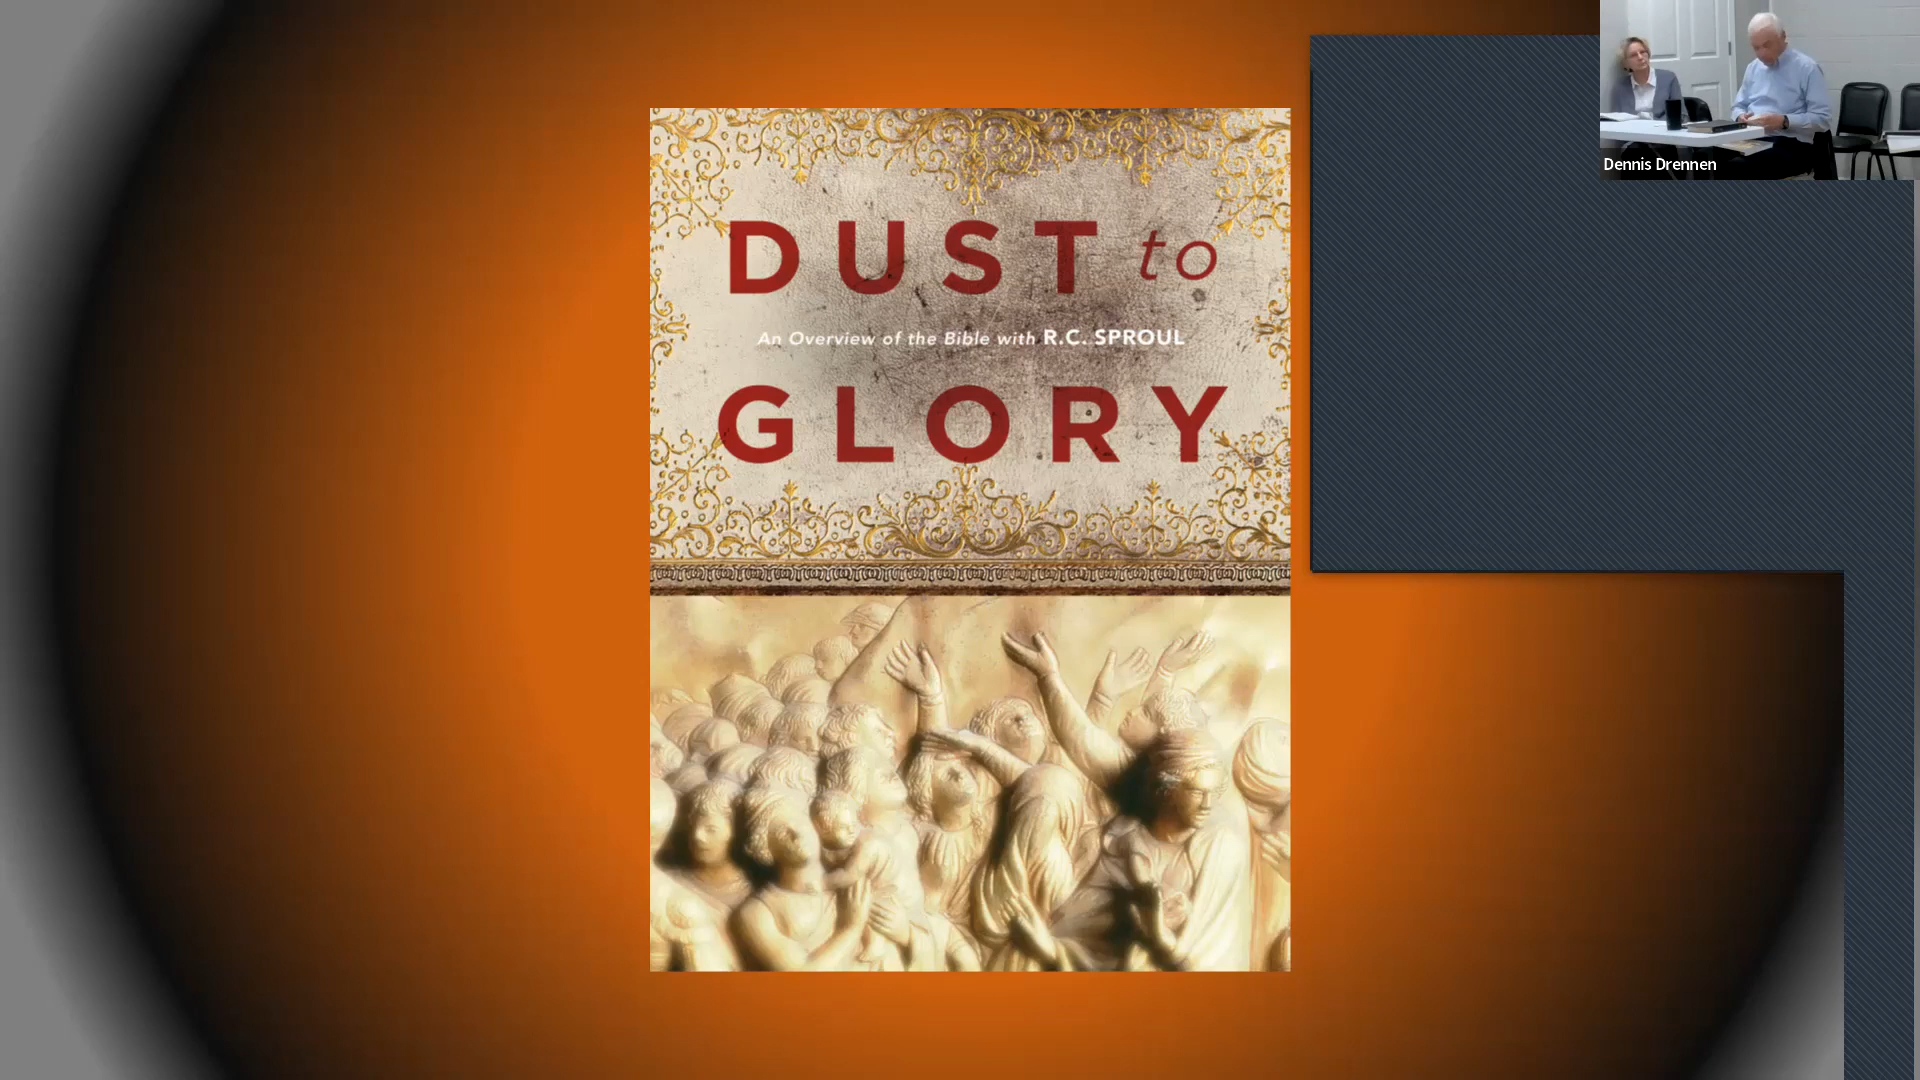 DUST to
An Overview of the Bible with R.C. SPROUL
GLORY
Dennis Drennen